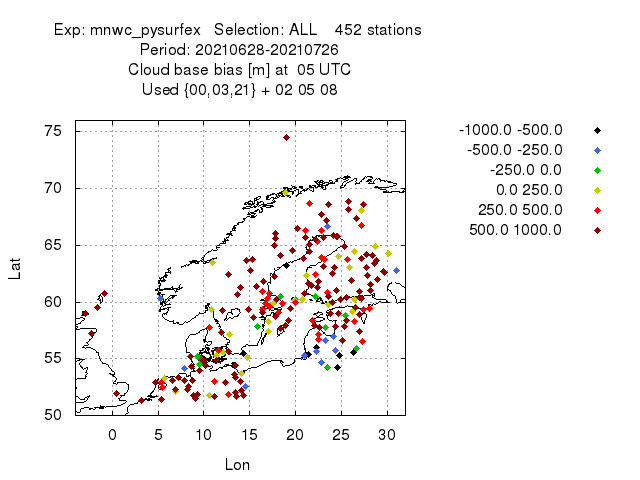 Exp: mnwc_pysurfex Selection: ALL 452 stations
Period: 20210628-20210726
Cloud base bias [m] at 05 UTC
Used {00,03,21} + 02 05 08
-1000.0 -500.0
-500.0 -250.0
-250.0 0.0
0.0 250.0
250.0 500.0
500.0 1000.0
75
70
65
60
55
50
Lat
0 5 10 15 20 25 30
Lon